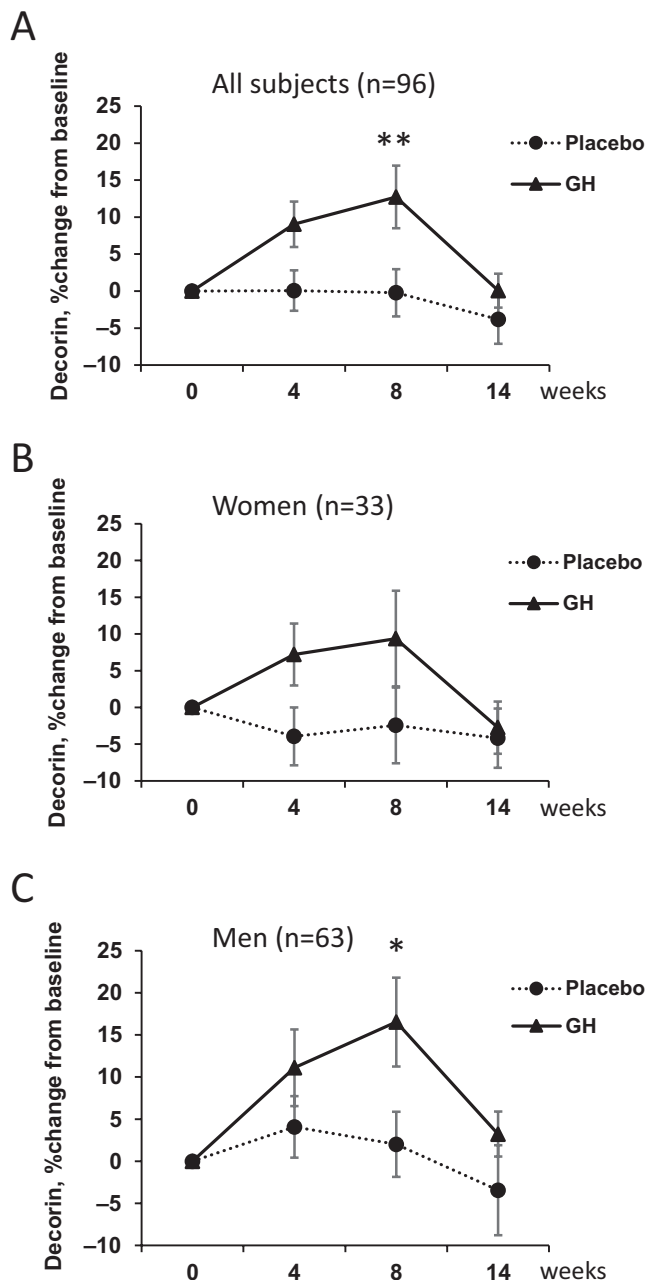 A
All subjects (n=96)
Decorin, %change from baseline
25
20
15
10
5
0
–5
–10
**
Placebo
GH
0 4 8 14 weeks
B
Women (n=33)
Decorin, %change from baseline
25
20
15
10
5
0
–5
–10
Placebo
GH
0 4 8 14 weeks
C
Men (n=63)
Decorin, %change from baseline
25
20
15
10
5
0
–5
–10
*
Placebo
GH
0 4 8 14 weeks